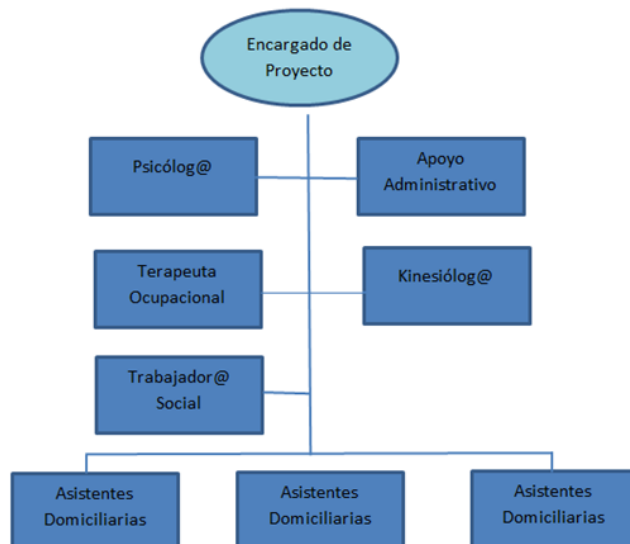 Encargado de
Proyecto
Psicólog@
Apoyo
Administrativo
Terapeuta
Ocupacional
Kinesiólog@
Trabajador@
Social
Asistentes
Domiciliarias
Asistentes
Domiciliarias
Asistentes
Domiciliarias